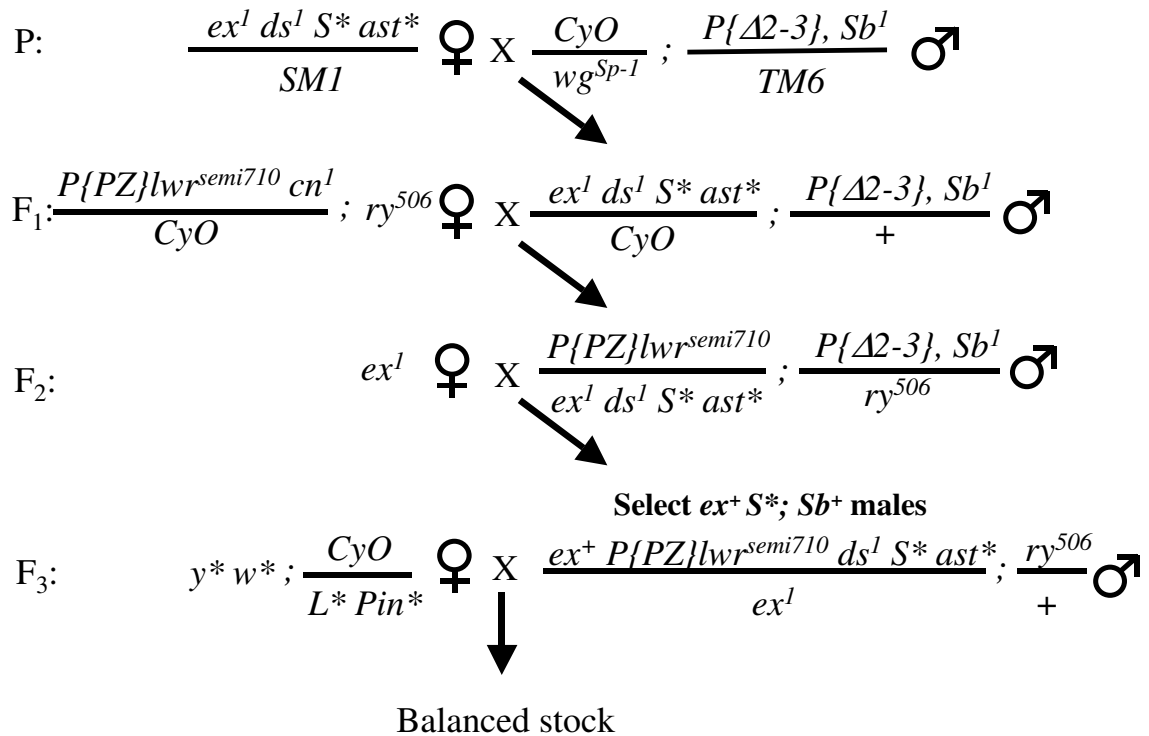 P: ex¹ ds¹ S* ast* / SM1 ♀ X CyO / wg^Sp-1 ; P{Δ2-3}, Sb¹ / TM6 ♂
F₁: P{PZ}lwr^semi710 cn¹ / CyO ; ry⁵⁰⁶ ♀ X ex¹ ds¹ S* ast* / CyO ; P{Δ2-3}, Sb¹ / + ♂
F₂: ex¹ ♀ X P{PZ}lwr^semi710 / ex¹ ds¹ S* ast* ; P{Δ2-3}, Sb¹ / ry⁵⁰⁶ ♂
Select ex⁺ S*; Sb⁺ males
F₃: y* w* ; CyO / L* Pin* ♀ X ex⁺ P{PZ}lwr^semi710 ds¹ S* ast* / ex¹ ; ry⁵⁰⁶ / + ♂
Balanced stock